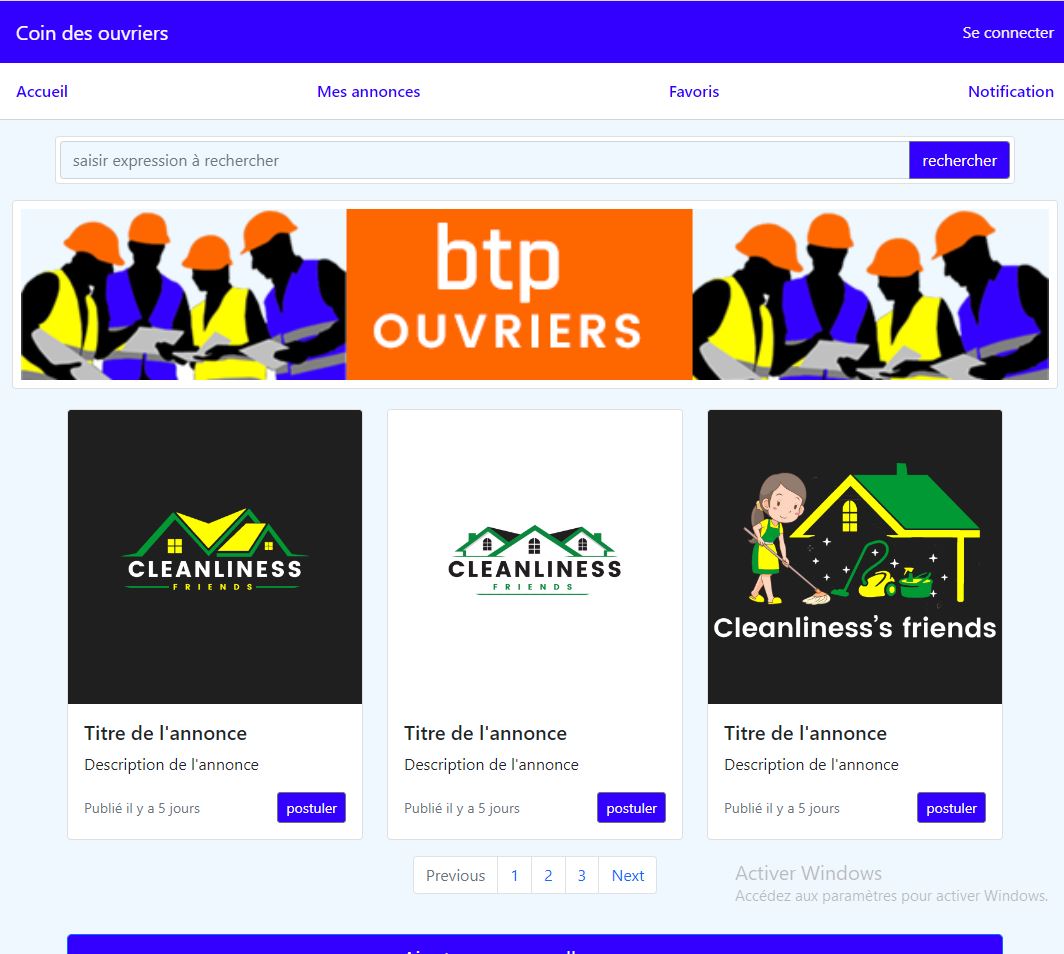 Coin des ouvriers
Se connecter
Accueil
Mes annonces
Favoris
Notification
saisir expression à rechercher
rechercher
btp
OUVRIERS
CLEANLINESS
FRIENDS
CLEANLINESS
FRIENDS
Cleanliness's friends
Titre de l'annonce
Description de l'annonce
Publié il y a 5 jours
postuler
Titre de l'annonce
Description de l'annonce
Publié il y a 5 jours
postuler
Titre de l'annonce
Description de l'annonce
Publié il y a 5 jours
postuler
Previous
1
2
3
Next
Activer Windows
Accédez aux paramètres pour activer Windows.